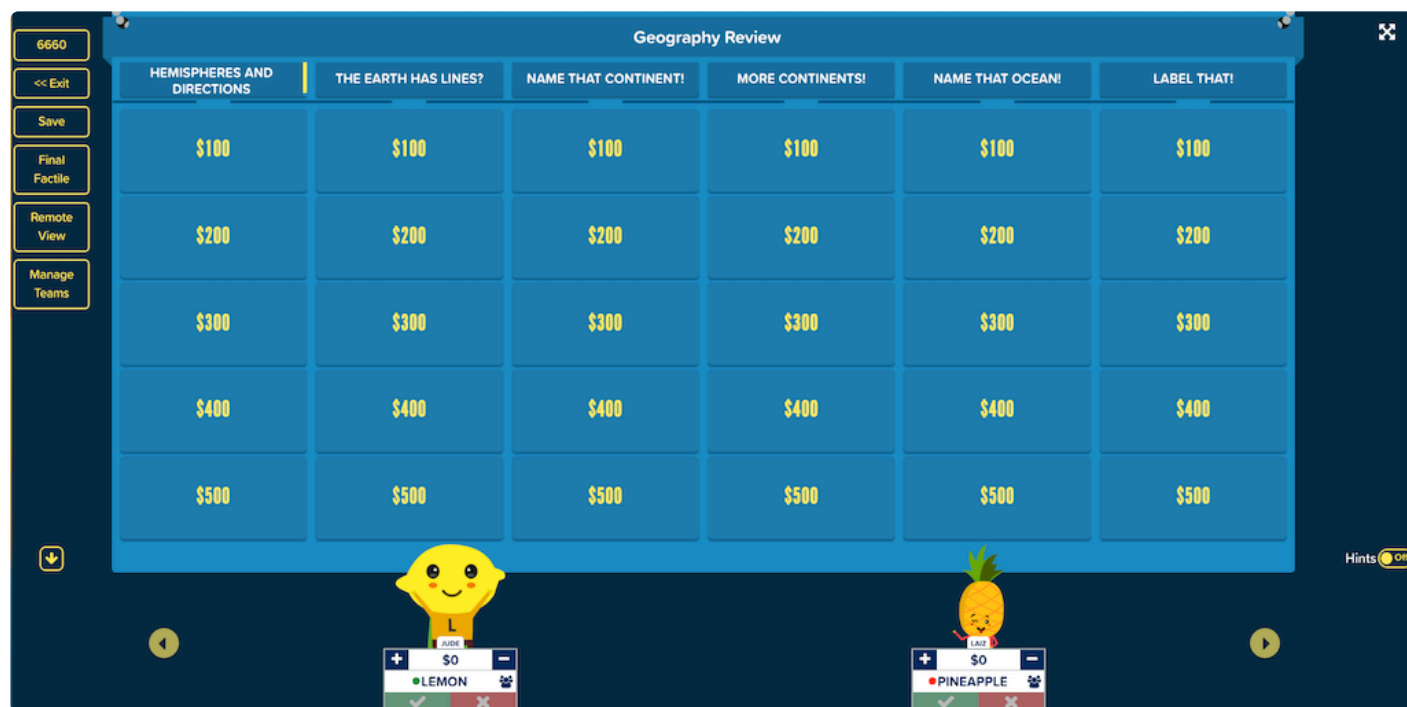 6660
<< Exit
Save
Final
Factile
Remote
View
Manage
Teams
Geography Review
HEMISPHERES AND
DIRECTIONS
THE EARTH HAS LINES?
NAME THAT CONTINENT!
MORE CONTINENTS!
NAME THAT OCEAN!
LABEL THAT!
$100 $100 $100 $100 $100 $100
$200 $200 $200 $200 $200 $200
$300 $300 $300 $300 $300 $300
$400 $400 $400 $400 $400 $400
$500 $500 $500 $500 $500 $500
Hints Off
L
JUDE
+ $0 −
LEMON
LAIZ
+ $0 −
PINEAPPLE